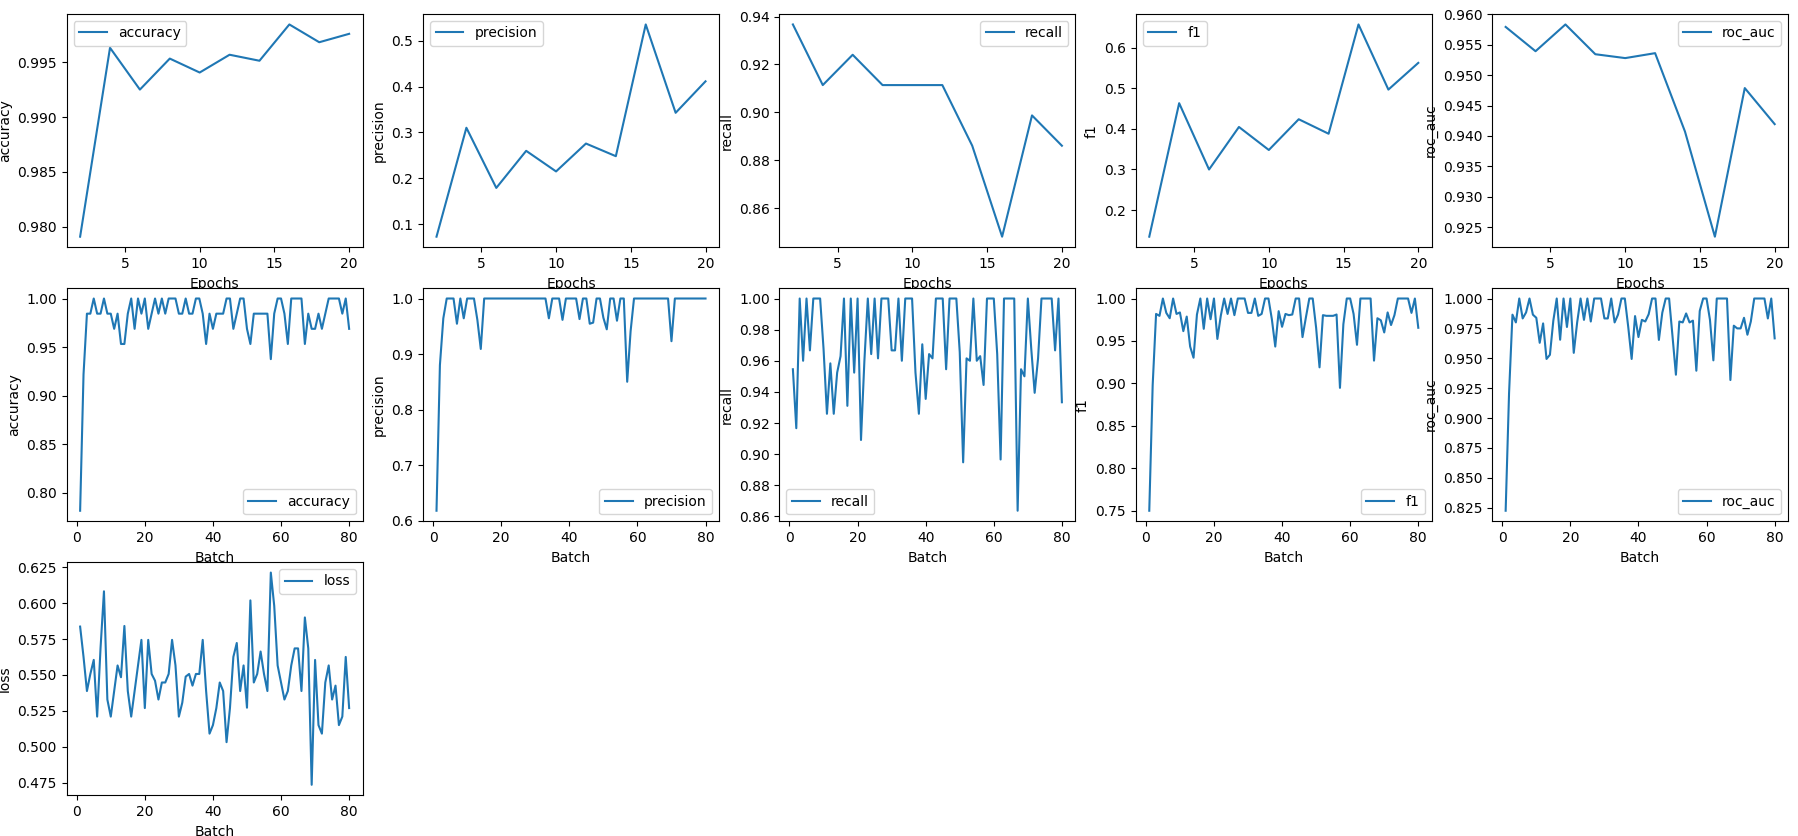 accuracy
0.995
0.990
0.985
0.980
5 10 15 20
Epochs
accuracy
precision
0.5
0.4
0.3
0.2
0.1
5 10 15 20
precision
recall
0.94
0.92
0.90
0.88
0.86
5 10 15 20
Epochs
recall
f1
0.6
0.5
0.4
0.3
0.2
5 10 15 20
Epochs
f1
roc_auc
0.960
0.955
0.950
0.945
0.940
0.935
0.930
0.925
5 10 15 20
roc_auc
accuracy
1.00
0.95
0.90
0.85
0.80
0 20 40 60 80
Batch
accuracy
precision
1.0
0.9
0.8
0.7
0.6
0 20 40 60 80
Batch
precision
recall
1.00
0.98
0.96
0.94
0.92
0.90
0.88
0.86
0 20 40 60 80
Batch
recall
f1
1.00
0.95
0.90
0.85
0.80
0.75
0 20 40 60 80
Batch
f1
roc_auc
1.000
0.975
0.950
0.925
0.900
0.875
0.850
0.825
0 20 40 60 80
Batch
roc_auc
loss
0.625
0.600
0.575
0.550
0.525
0.500
0.475
0 20 40 60 80
Batch
loss